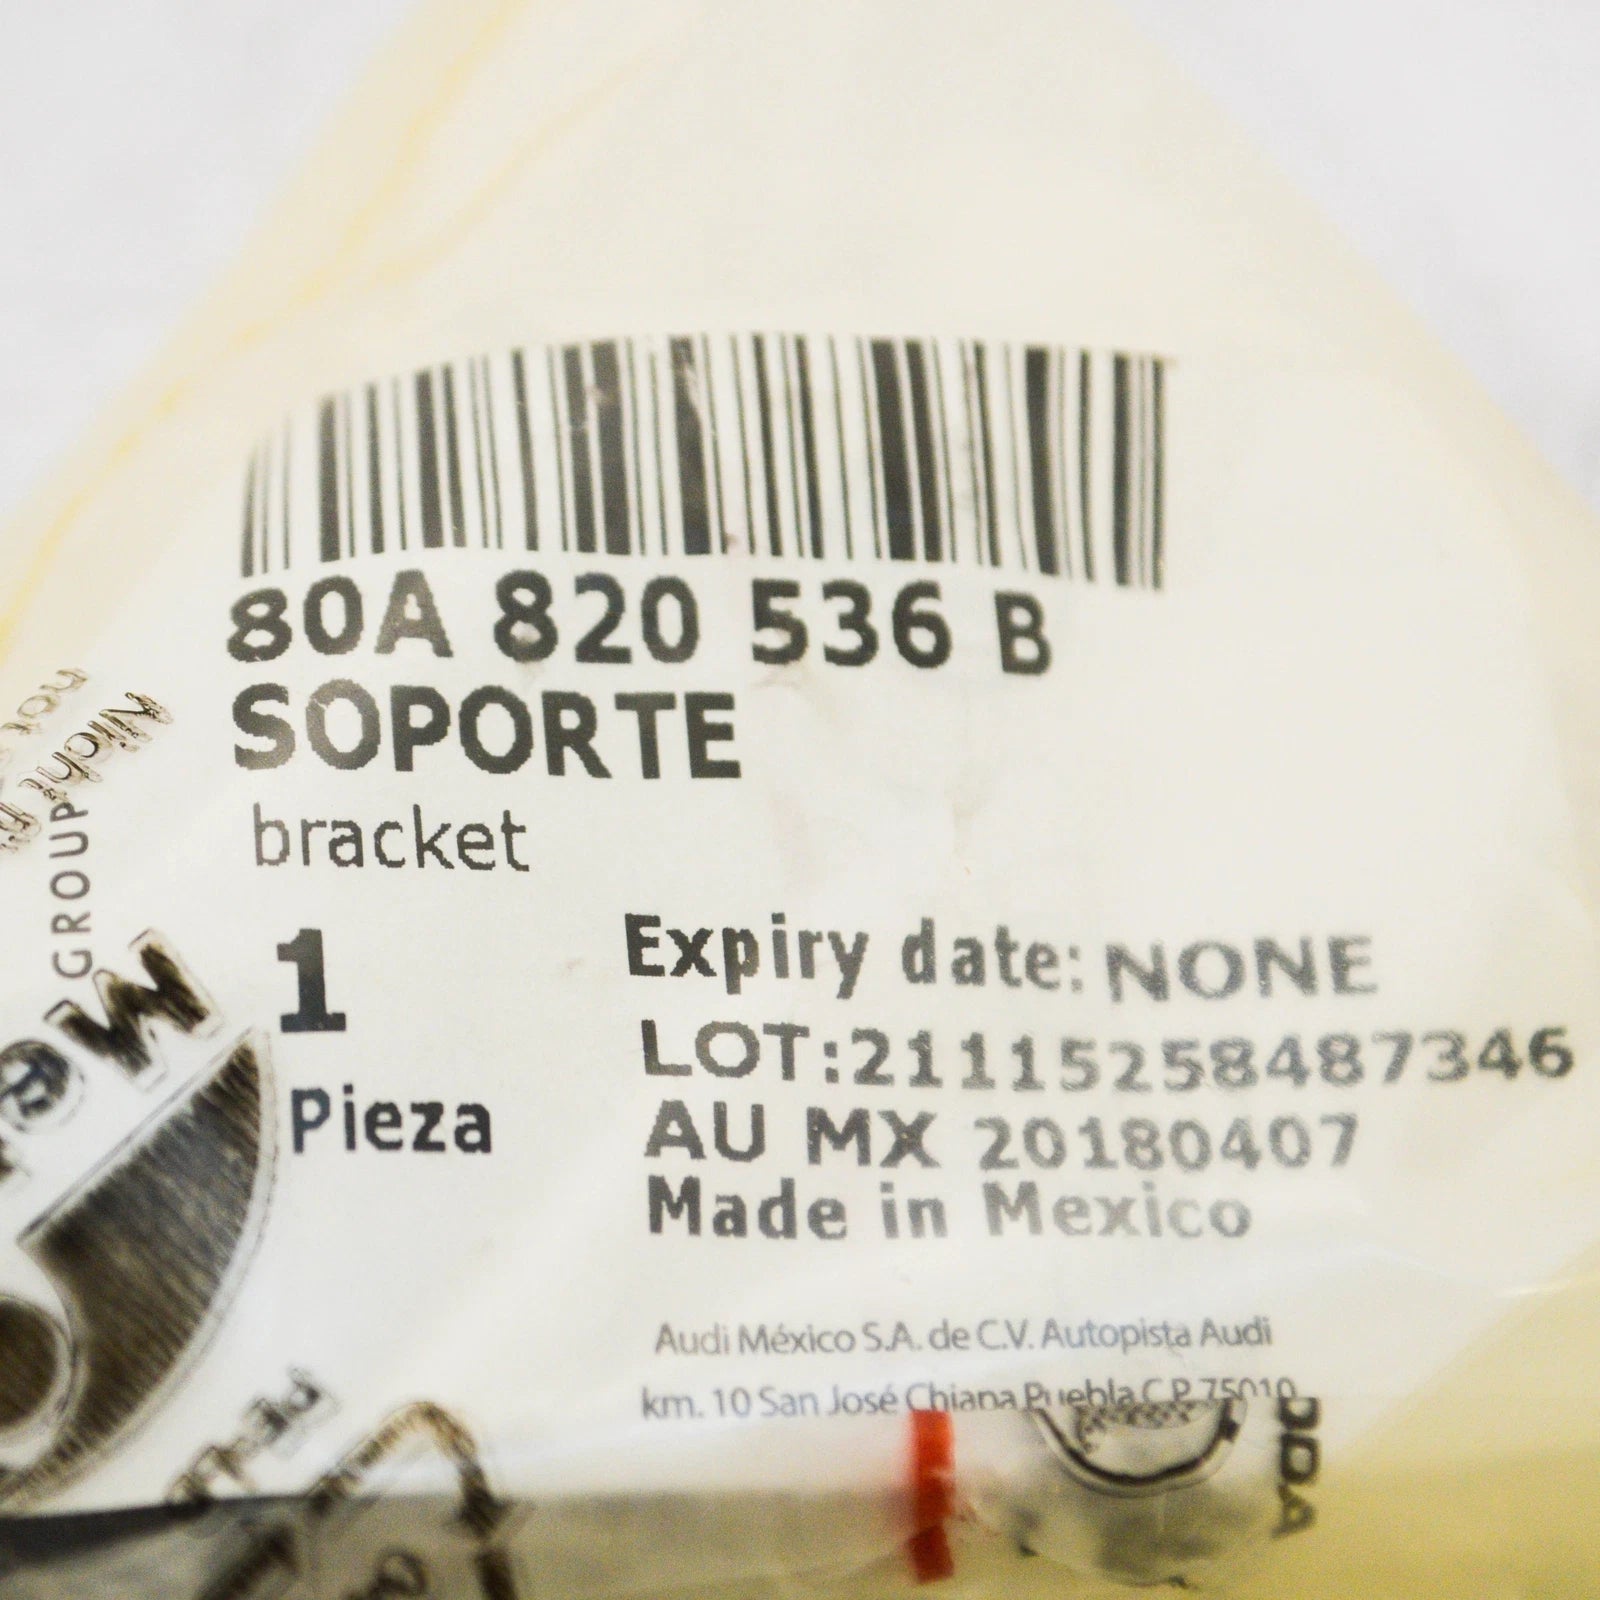 80A 820 536 B
SOPORTE
bracket
1
Pieza
Expiry date: NONE
LOT:21115258487346
AU MX 20180407
Made in Mexico
Audi México S.A. de C.V. Autopista Audi
km. 10 San José Chiapa Puebla C.P. 75010
GROUP